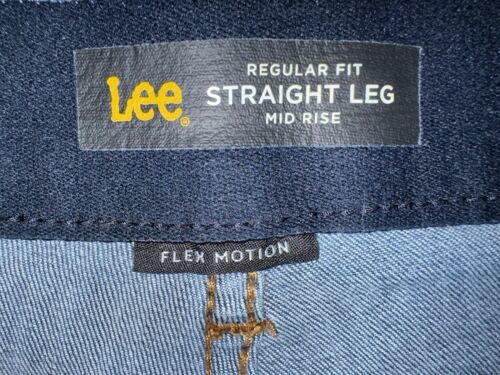 Lee®
REGULAR FIT
STRAIGHT LEG
MID RISE
FLEX MOTION